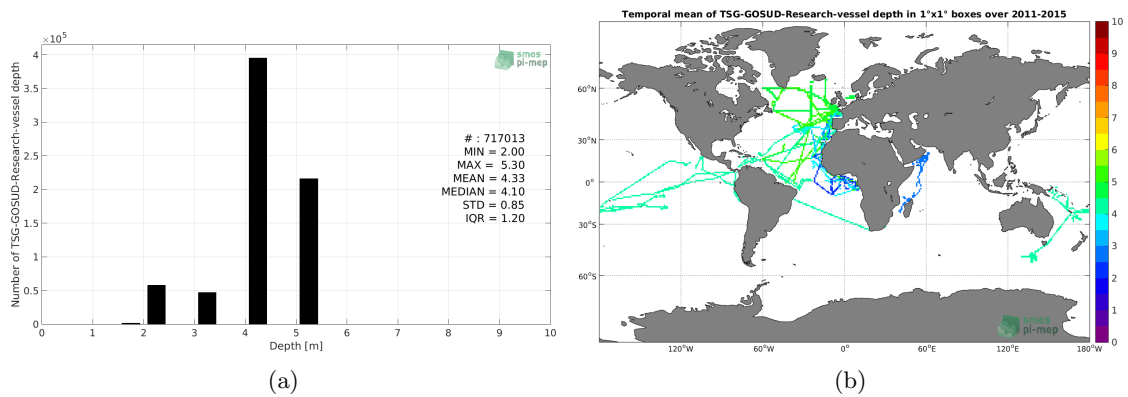 ×10⁵
4
3.5
3
2.5
2
1.5
1
0.5
0
Number of TSG-GOSUD-Research-vessel depth
0 1 2 3 4 5 6 7 8 9 10
Depth [m]
smos
pi-mep
# : 717013
MIN = 2.00
MAX = 5.30
MEAN = 4.33
MEDIAN = 4.10
STD = 0.85
IQR = 1.20
(a)
Temporal mean of TSG-GOSUD-Research-vessel depth in 1°x1° boxes over 2011-2015
60°N
30°N
0°
30°S
60°S
120°W 60°W 0° 60°E 120°E 180°W
smos
pi-mep
10
9
8
7
6
5
4
3
2
1
0
(b)